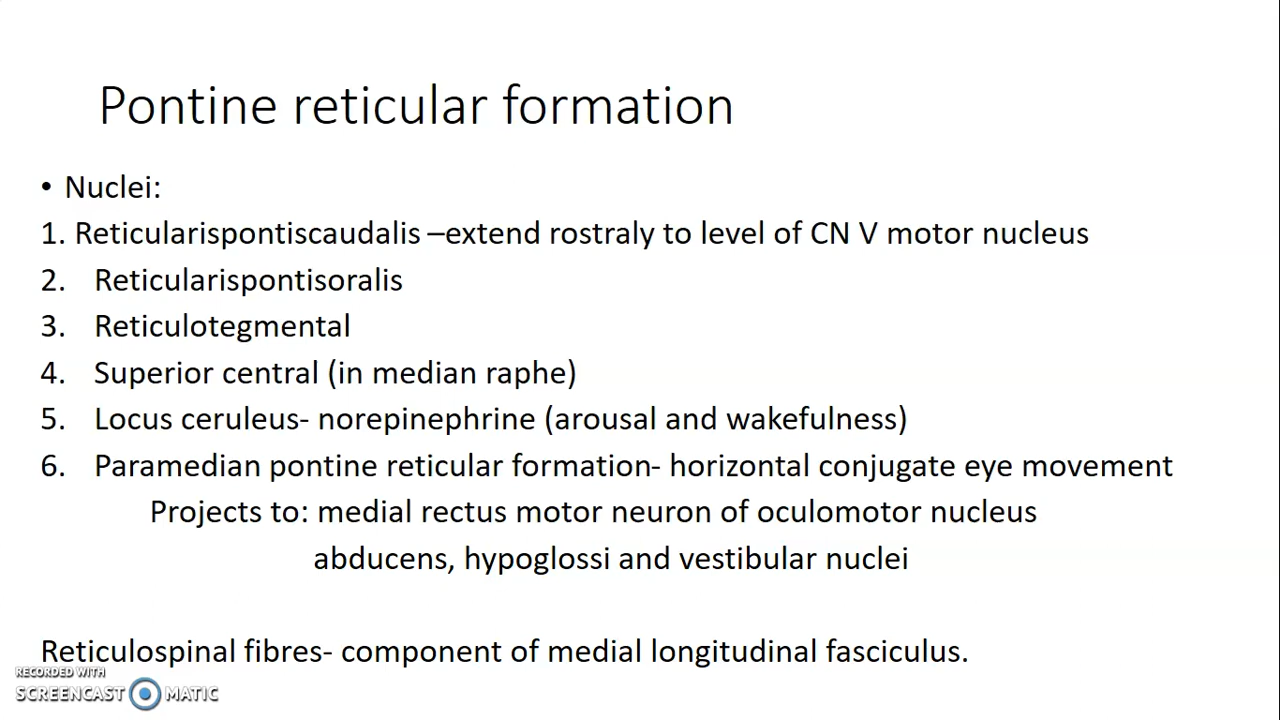 Pontine reticular formation
• Nuclei:
1. Reticularispontiscaudalis –extend rostraly to level of CN V motor nucleus
2. Reticularispontisoralis
3. Reticulotegmental
4. Superior central (in median raphe)
5. Locus ceruleus- norepinephrine (arousal and wakefulness)
6. Paramedian pontine reticular formation- horizontal conjugate eye movement
Projects to: medial rectus motor neuron of oculomotor nucleus
abducens, hypoglossi and vestibular nuclei
Reticulospinal fibres- component of medial longitudinal fasciculus.
RECORDED WITH
SCREENCAST MATIC